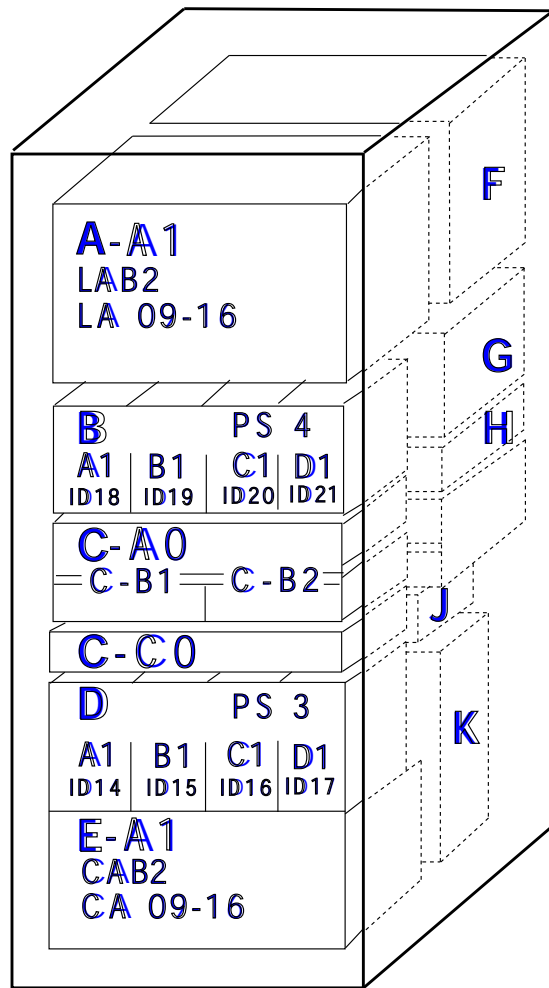 A-A1
LAB2
LA 09-16
B PS 4
A1 B1 C1 D1
ID18 ID19 ID20 ID21
C-A0
C-B1 C-B2
C-C0
D PS 3
A1 B1 C1 D1
ID14 ID15 ID16 ID17
E-A1
CAB2
CA 09-16
F
G
H
J
K